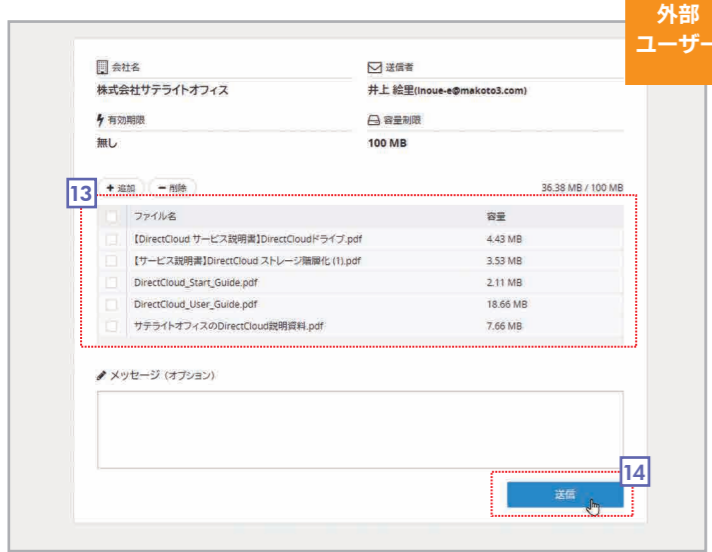 外部
ユーザー
会社名
送信者
株式会社サテライトオフィス
井上 絵里(inoue-e@makoto3.com)
有効期限
容量制限
無し
100 MB
13
+ 追加
− 削除
36.38 MB / 100 MB
ファイル名
容量
【DirectCloud サービス説明書】DirectCloudドライブ.pdf
4.43 MB
【サービス説明書】DirectCloud ストレージ階層化 (1).pdf
3.53 MB
DirectCloud_Start_Guide.pdf
2.11 MB
DirectCloud_User_Guide.pdf
18.66 MB
サテライトオフィスのDirectCloud説明資料.pdf
7.66 MB
メッセージ (オプション)
14
送信